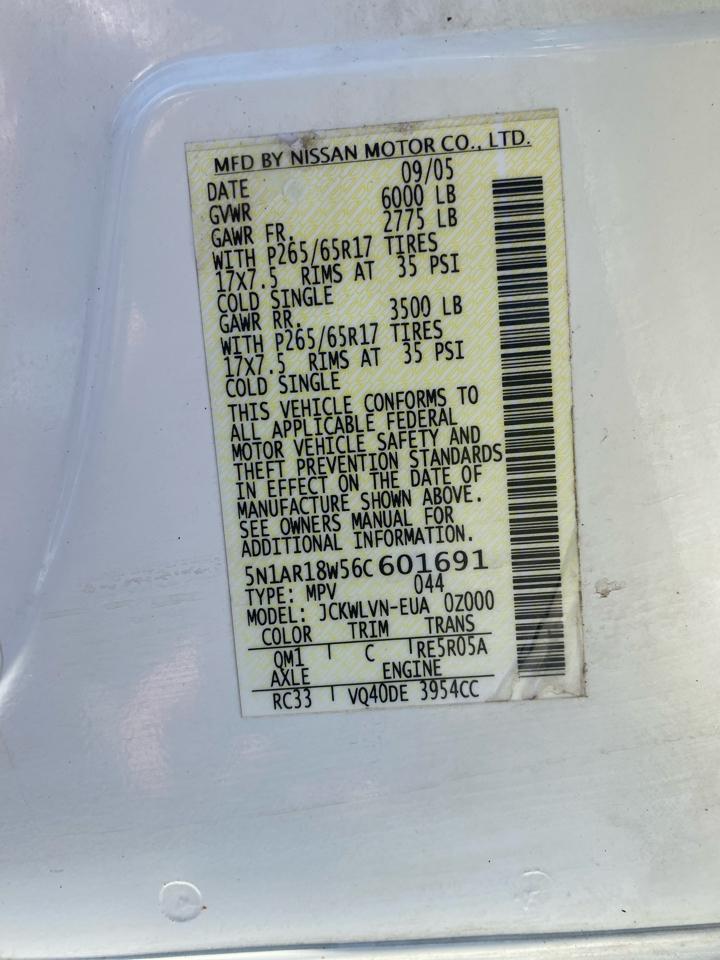 MFD BY NISSAN MOTOR CO., LTD.
DATE 09/05
GVWR 6000 LB
GAWR FR. 2775 LB
WITH P265/65R17 TIRES
17X7.5 RIMS AT 35 PSI
COLD SINGLE
GAWR RR. 3500 LB
WITH P265/65R17 TIRES
17X7.5 RIMS AT 35 PSI
COLD SINGLE
THIS VEHICLE CONFORMS TO
ALL APPLICABLE FEDERAL
MOTOR VEHICLE SAFETY AND
THEFT PREVENTION STANDARDS
IN EFFECT ON THE DATE OF
MANUFACTURE SHOWN ABOVE.
SEE OWNERS MANUAL FOR
ADDITIONAL INFORMATION.
5N1AR18W56C601691
TYPE: MPV 044
MODEL: JCKWLVN-EUA 0Z000
COLOR TRIM TRANS
QM1 C RE5R05A
AXLE ENGINE
RC33 VQ40DE 3954CC